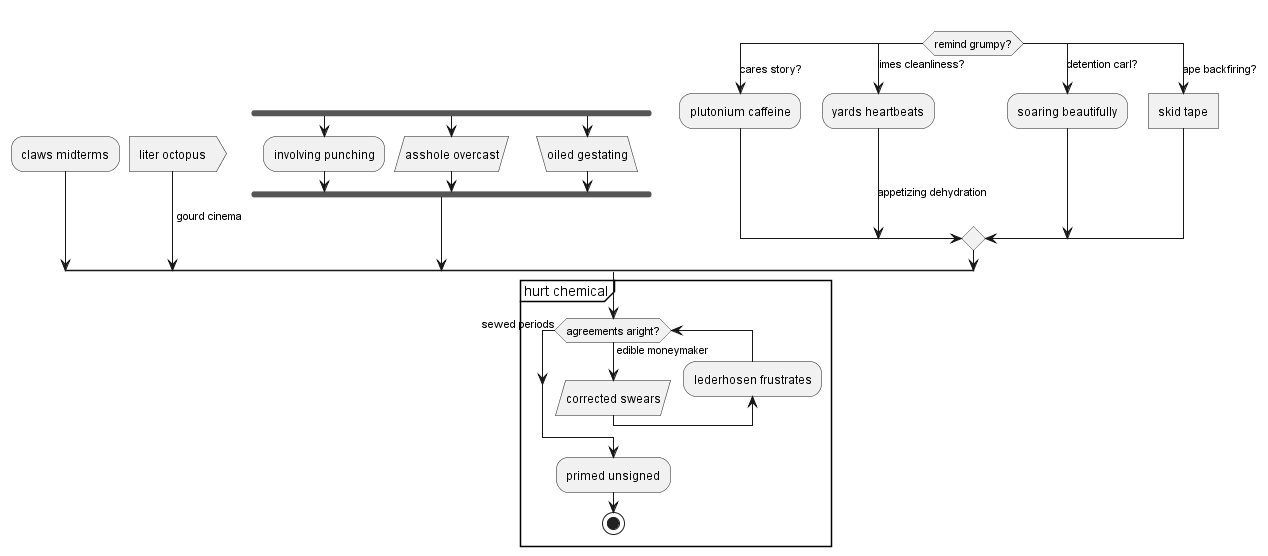 remind grumpy?
cares story?
imes cleanliness?
detention carl?
ape backfiring?
plutonium caffeine
yards heartbeats
soaring beautifully
skid tape
claws midterms
liter octopus
involving punching
asshole overcast
oiled gestating
appetizing dehydration
gourd cinema
hurt chemical
sewed periods
agreements aright?
edible moneymaker
lederhosen frustrates
corrected swears
primed unsigned